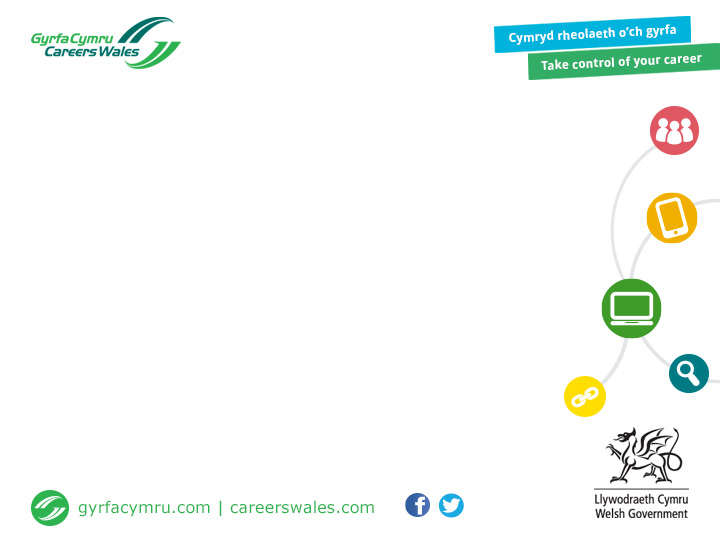 Gyrfa Cymru
Careers Wales
Cymryd rheolaeth o'ch gyrfa
Take control of your career
Llywodraeth Cymru
Welsh Government
gyrfacymru.com | careerswales.com